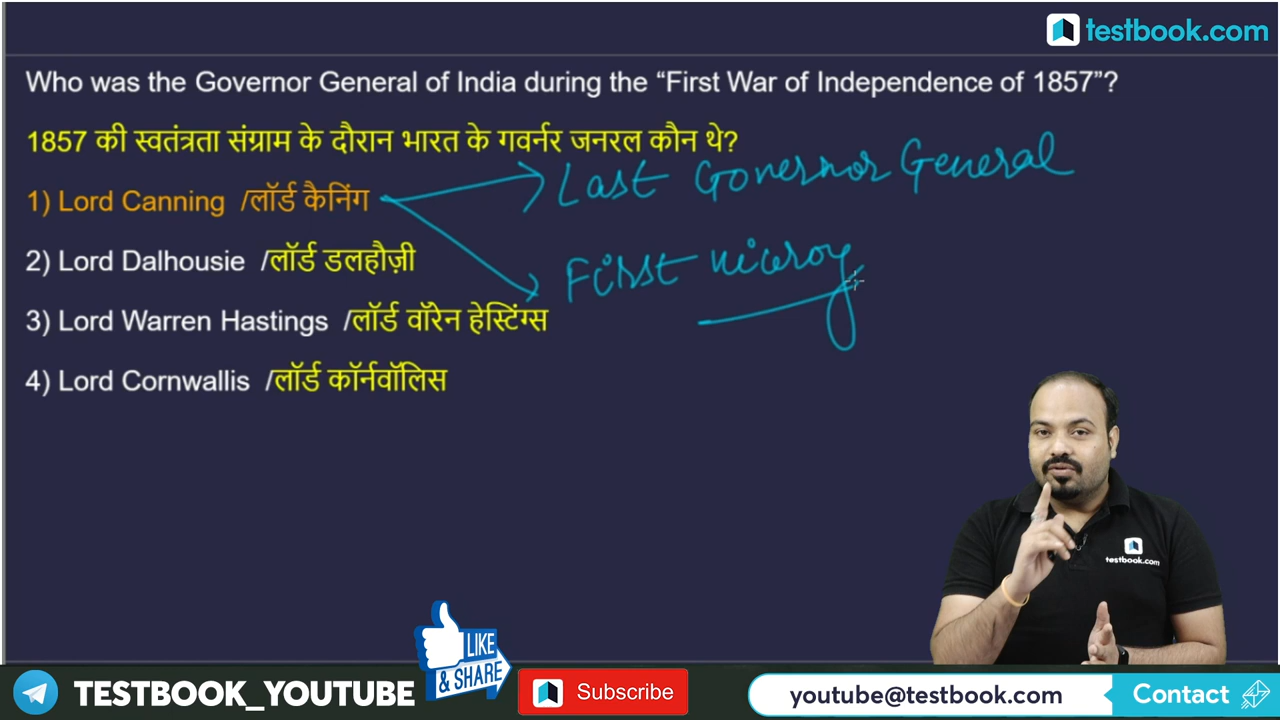 testbook.com
Who was the Governor General of India during the “First War of Independence of 1857”?
1857 की स्वतंत्रता संग्राम के दौरान भारत के गवर्नर जनरल कौन थे?
Last Governor General
1) Lord Canning /लॉर्ड कैनिंग
First viceroy
2) Lord Dalhousie /लॉर्ड डलहौज़ी
3) Lord Warren Hastings /लॉर्ड वॉरेन हेस्टिंग्स
4) Lord Cornwallis /लॉर्ड कॉर्नवॉलिस
testbook.com
LIKE
& SHARE
TESTBOOK_YOUTUBE
Subscribe
youtube@testbook.com
Contact